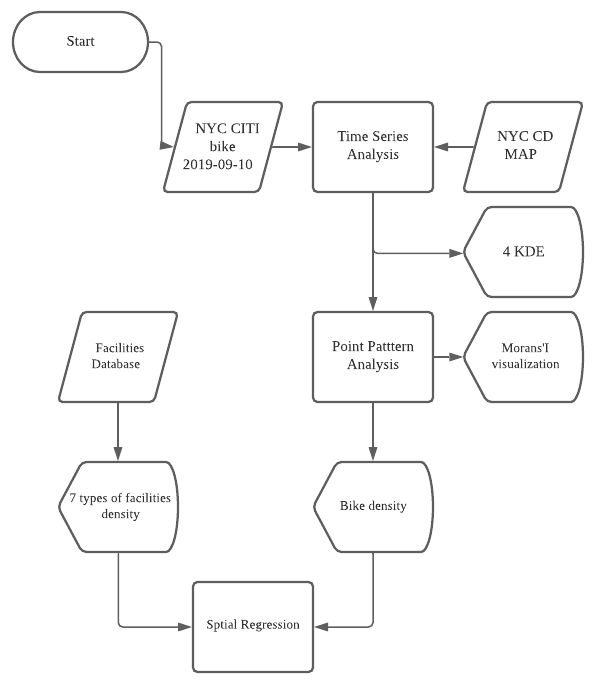 Start
NYC CITI
bike
2019-09-10
Time Series
Analysis
NYC CD
MAP
4 KDE
Facilities
Database
Point Patttern
Analysis
Morans'I
visualization
7 types of facilities
density
Bike density
Sptial Regression